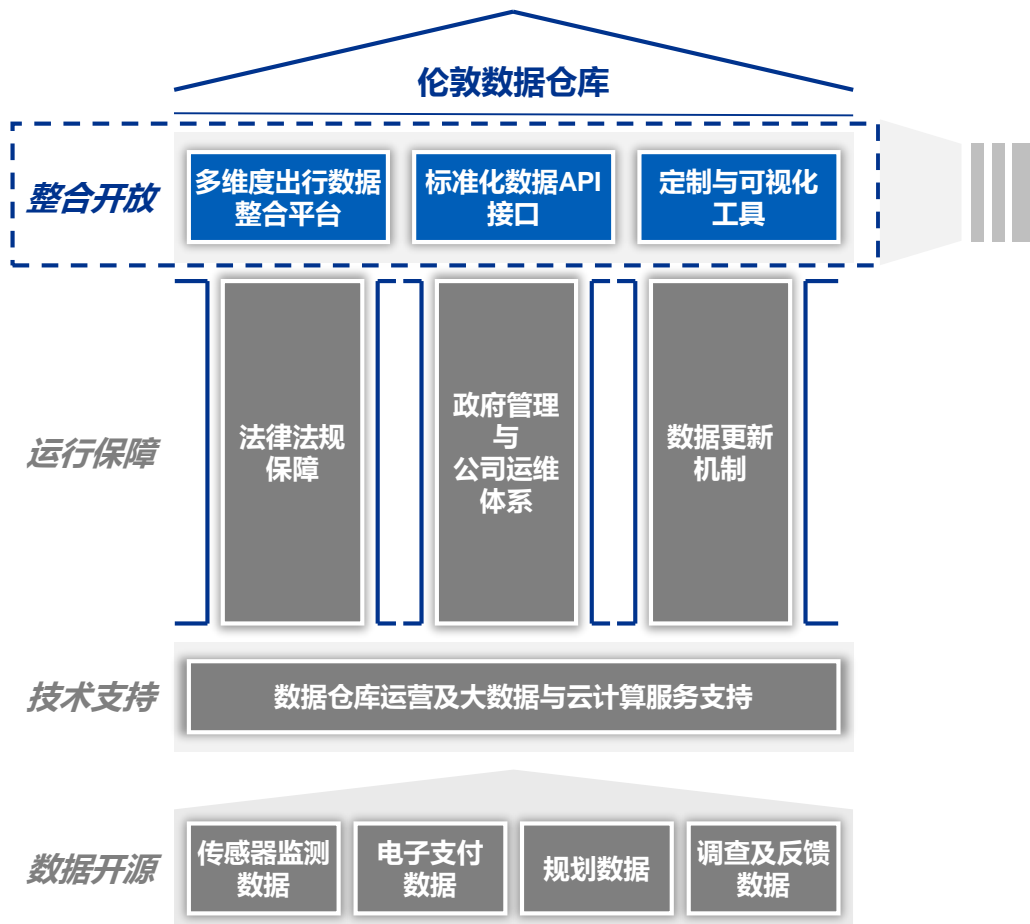 伦敦数据仓库
整合开放
多维度出行数据
整合平台
标准化数据API
接口
定制与可视化
工具
运行保障
法律法规
保障
政府管理
与
公司运维
体系
数据更新
机制
技术支持
数据仓库运营及大数据与云计算服务支持
数据开源
传感器监测
数据
电子支付
数据
规划数据
调查及反馈
数据